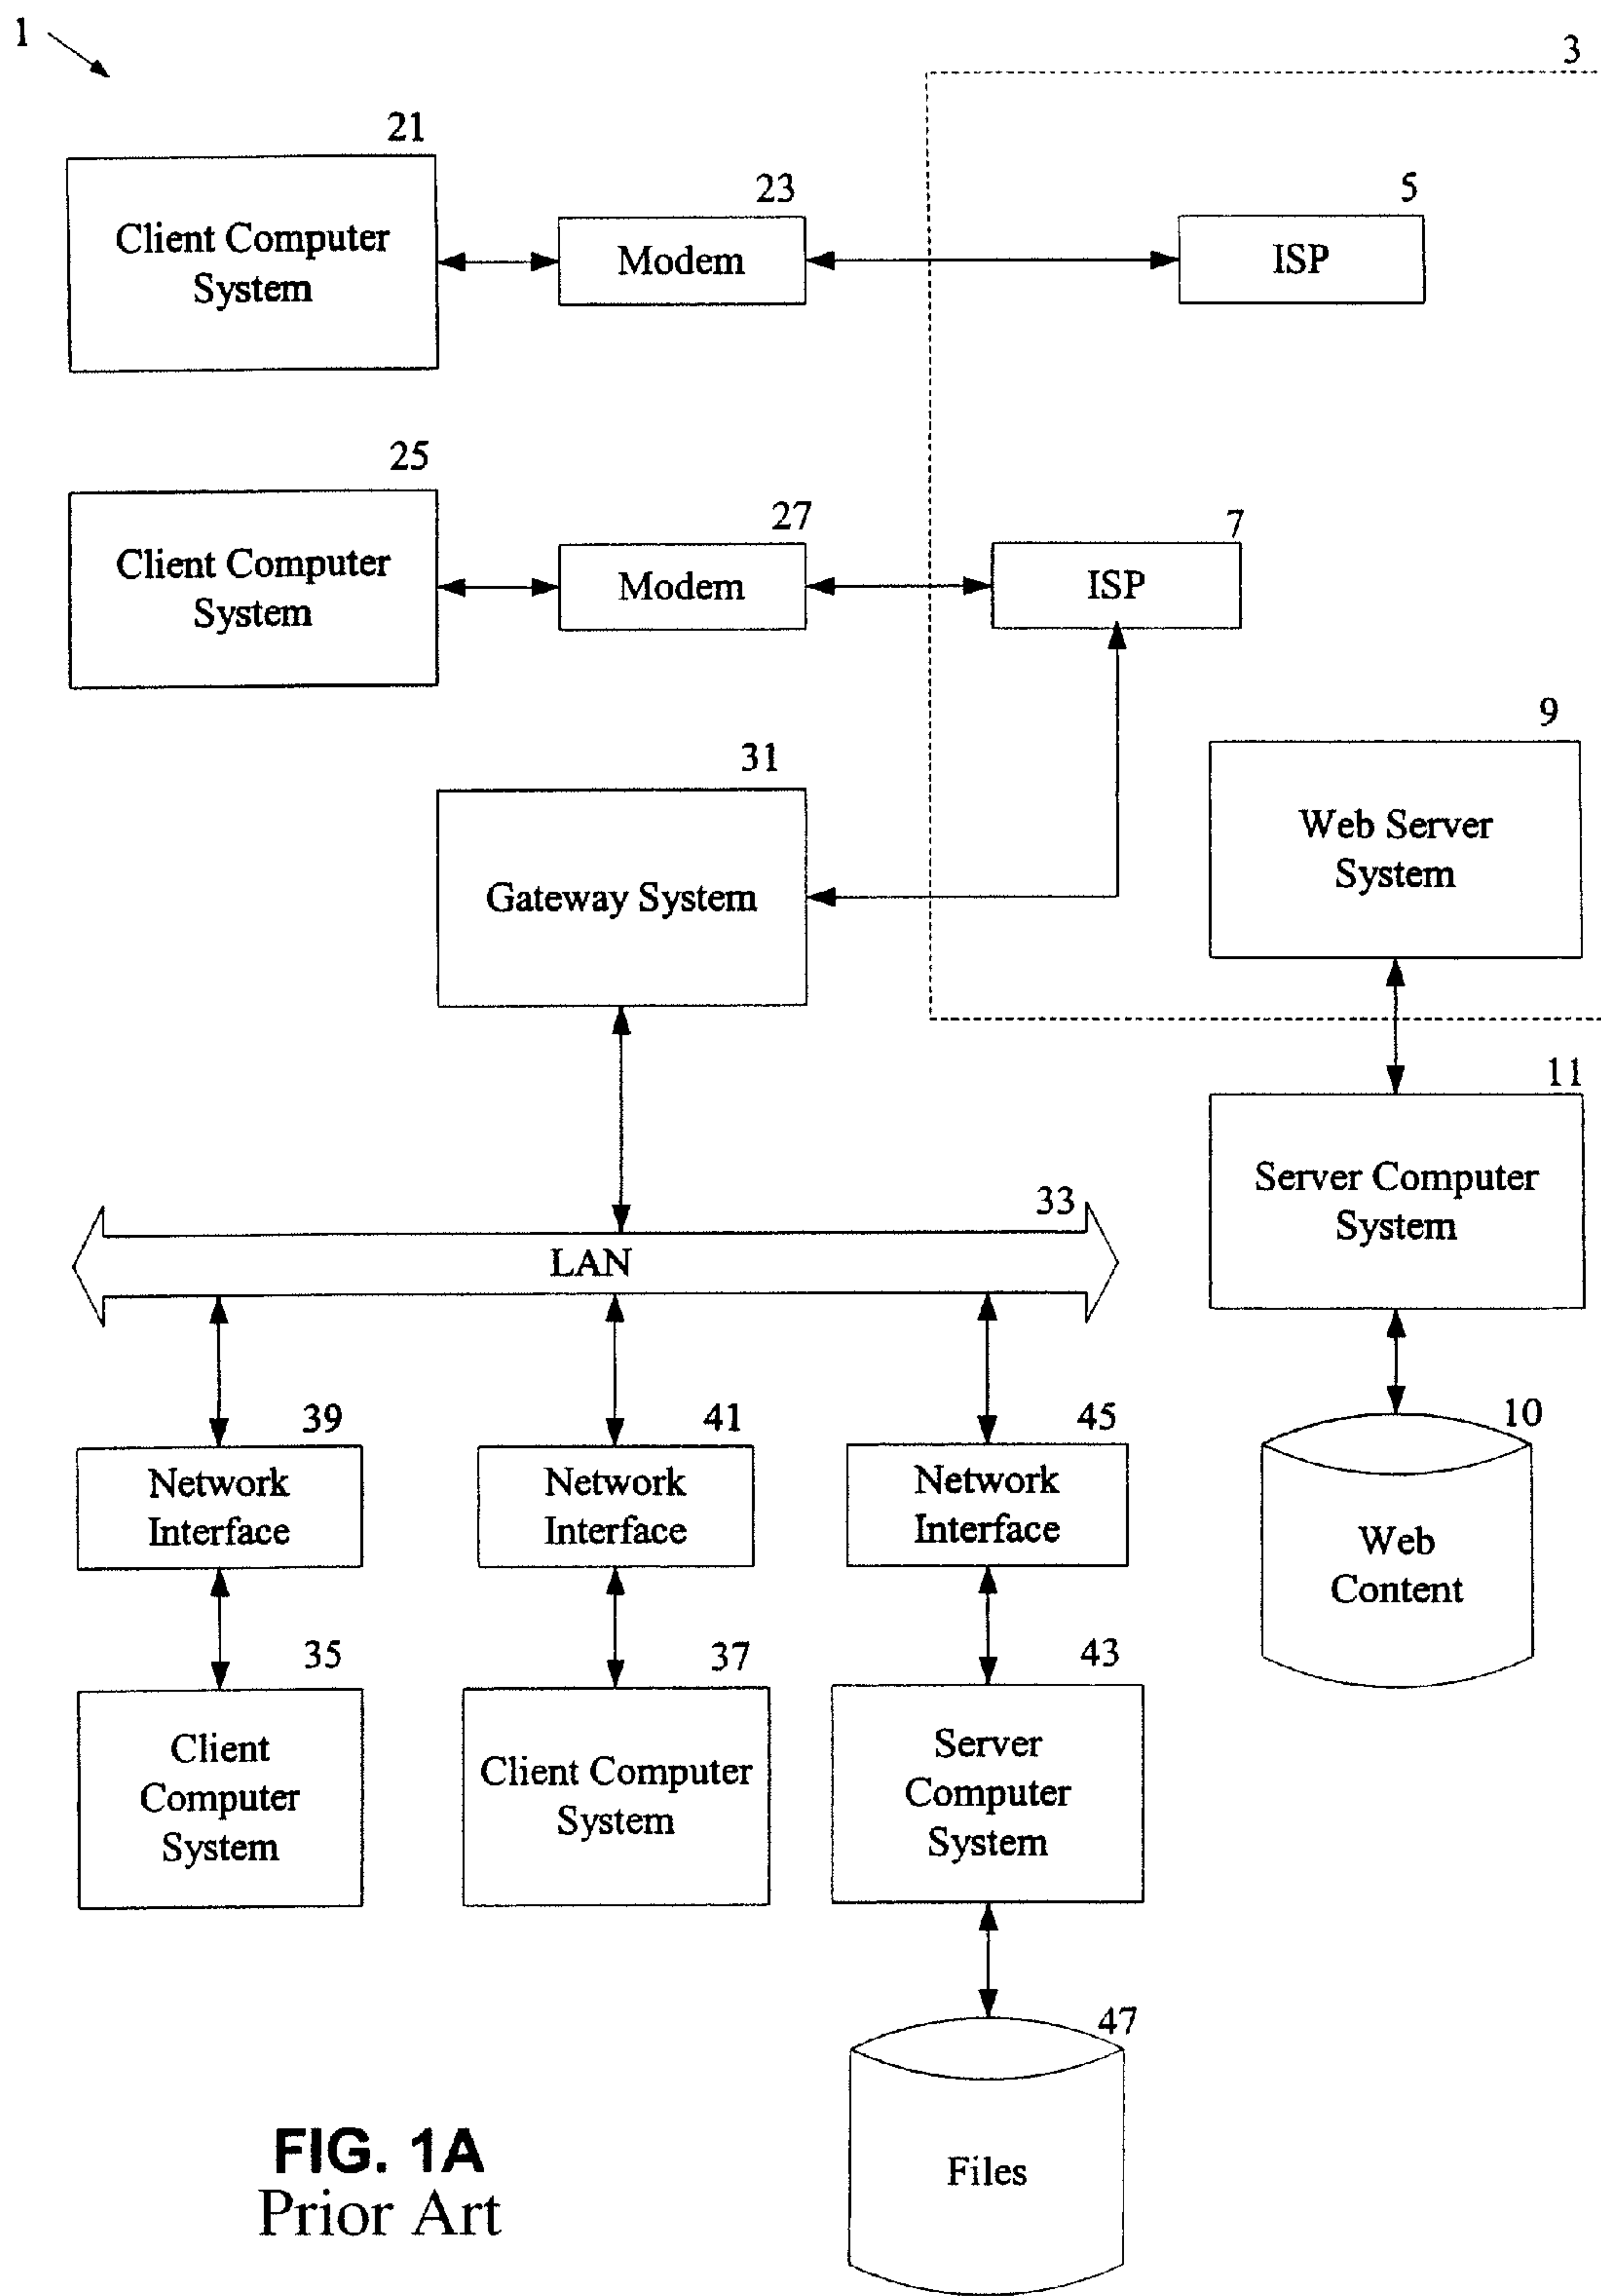 1
3
21
Client Computer
System
23
Modem
5
ISP
25
Client Computer
System
27
Modem
7
ISP
31
Gateway System
9
Web Server
System
11
Server Computer
System
33
LAN
10
Web
Content
39
Network
Interface
41
Network
Interface
45
Network
Interface
35
Client
Computer
System
37
Client Computer
System
43
Server
Computer
System
47
Files
FIG. 1A
Prior Art